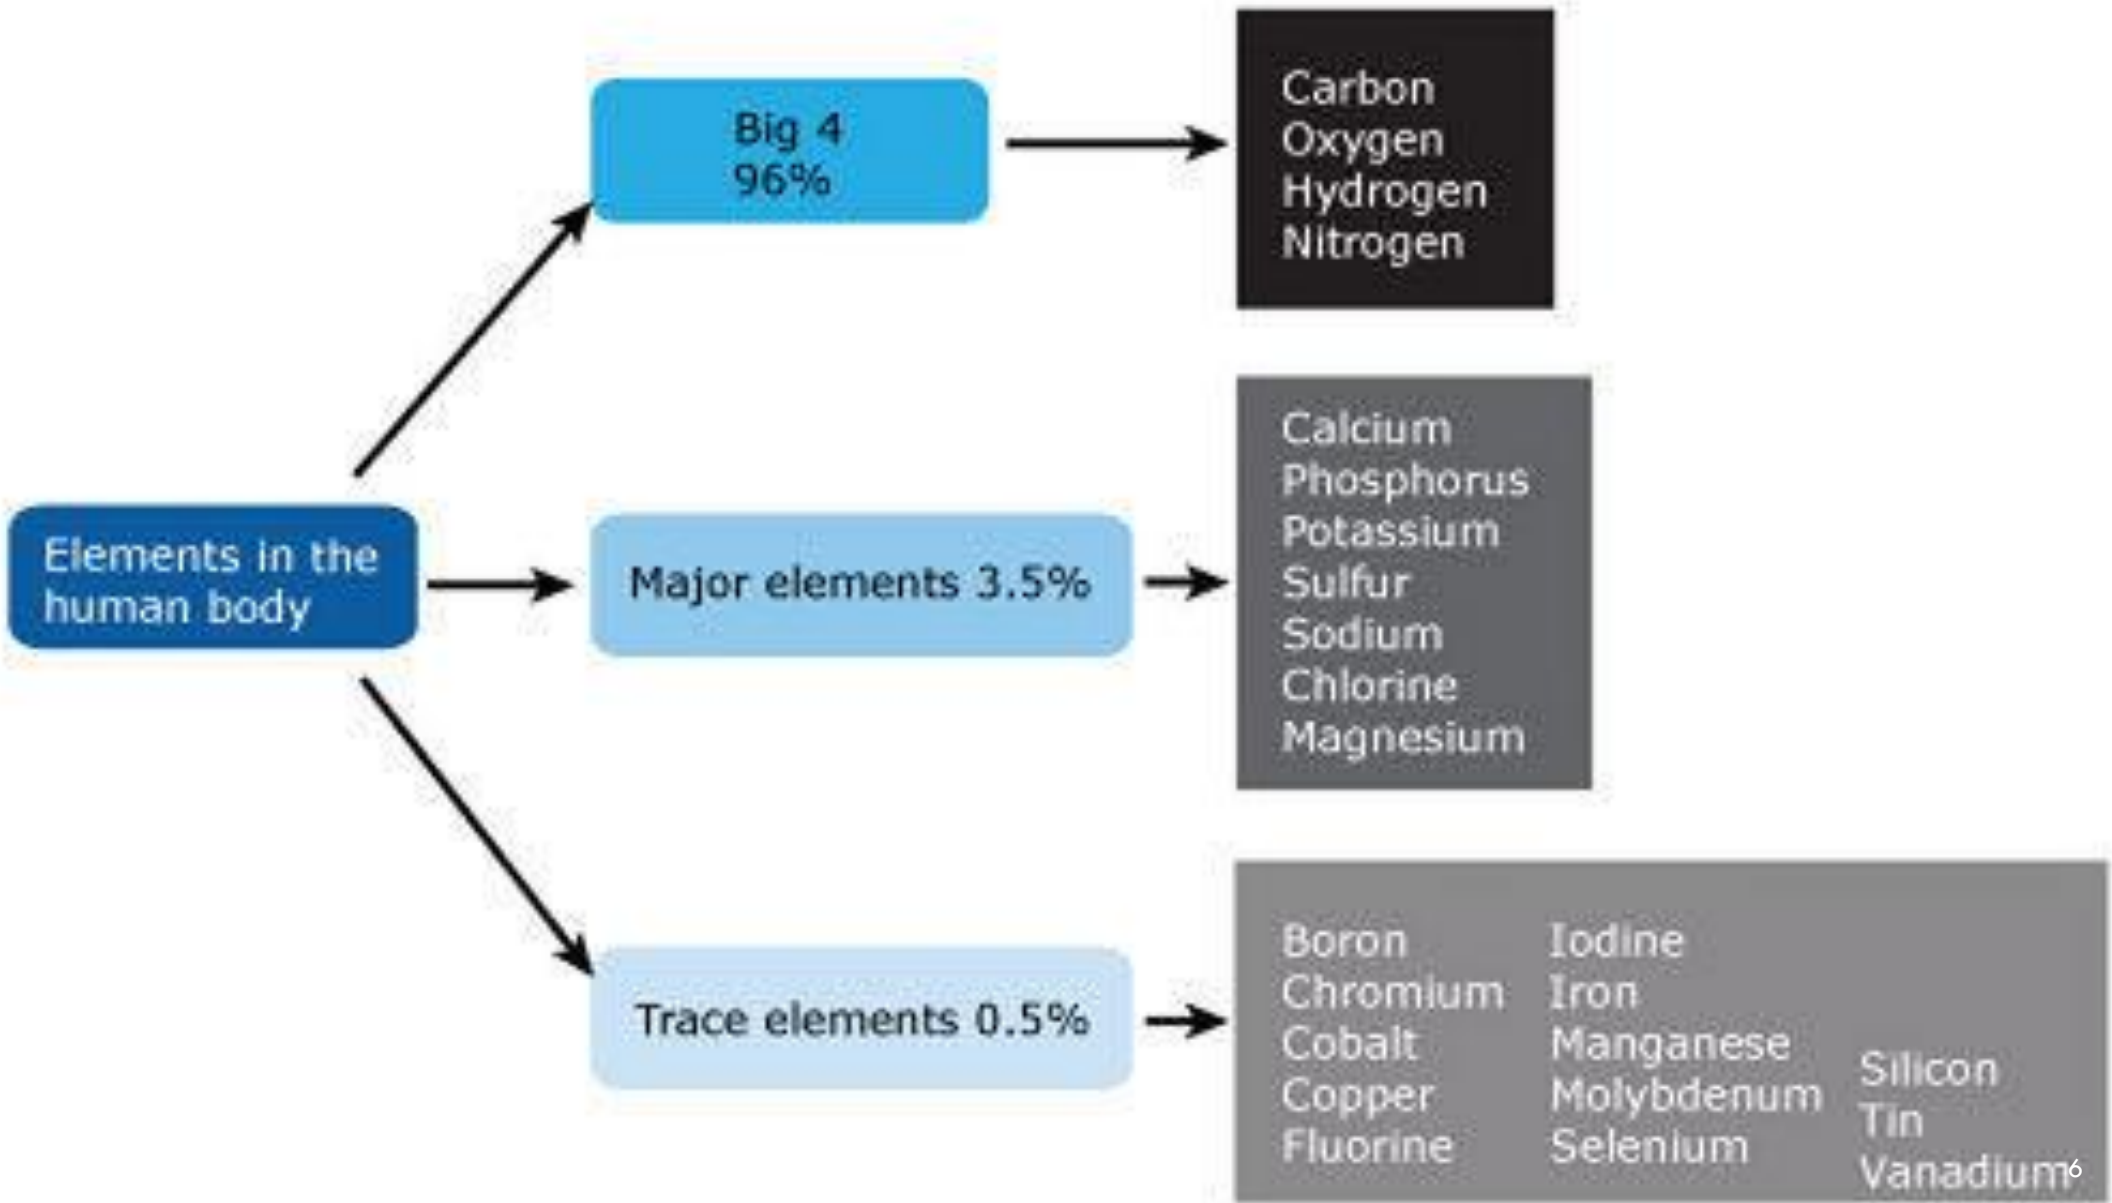 Big 4
96%
Carbon
Oxygen
Hydrogen
Nitrogen
Elements in the
human body
Major elements 3.5%
Calcium
Phosphorus
Potassium
Sulfur
Sodium
Chlorine
Magnesium
Trace elements 0.5%
Boron
Chromium
Cobalt
Copper
Fluorine
Iodine
Iron
Manganese
Molybdenum
Selenium
Silicon
Tin
Vanadium
6